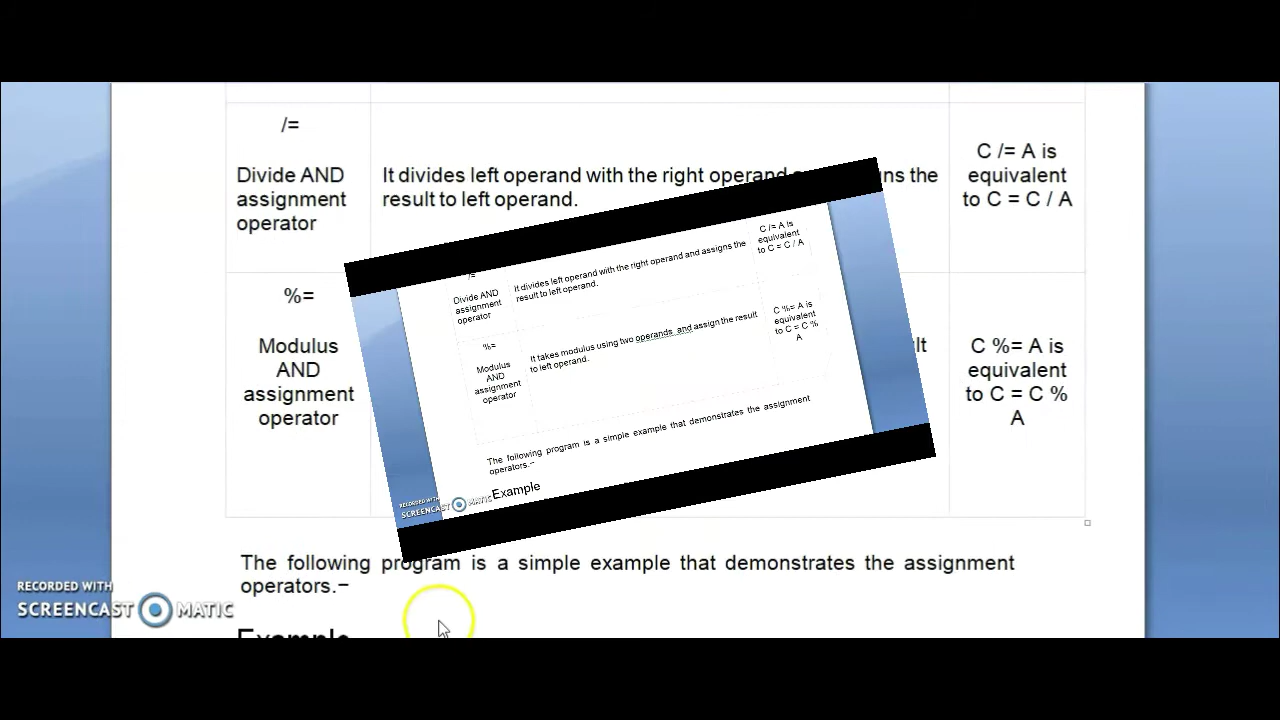 /=
Divide AND
assignment
operator
It divides left operand with the right operand
ns the
result to left operand.
C /= A is
equivalent
to C = C / A
%=
Modulus
AND
assignment
operator
C %= A is
equivalent
to C = C %
A
/=
Divide AND
assignment
operator
It divides left operand with the right operand and assigns the
result to left operand.
C /= A is
equivalent
to C = C / A
%=
Modulus
AND
assignment
operator
It takes modulus using two operands and assign the result
to left operand.
C %= A is
equivalent
to C = C %
A
The following program is a simple example that demonstrates the assignment
operators.−
Example
RECORDED WITH
SCREENCAST MATIC
The following program is a simple example that demonstrates the assignment
operators.−
Example
RECORDED WITH
SCREENCAST MATIC